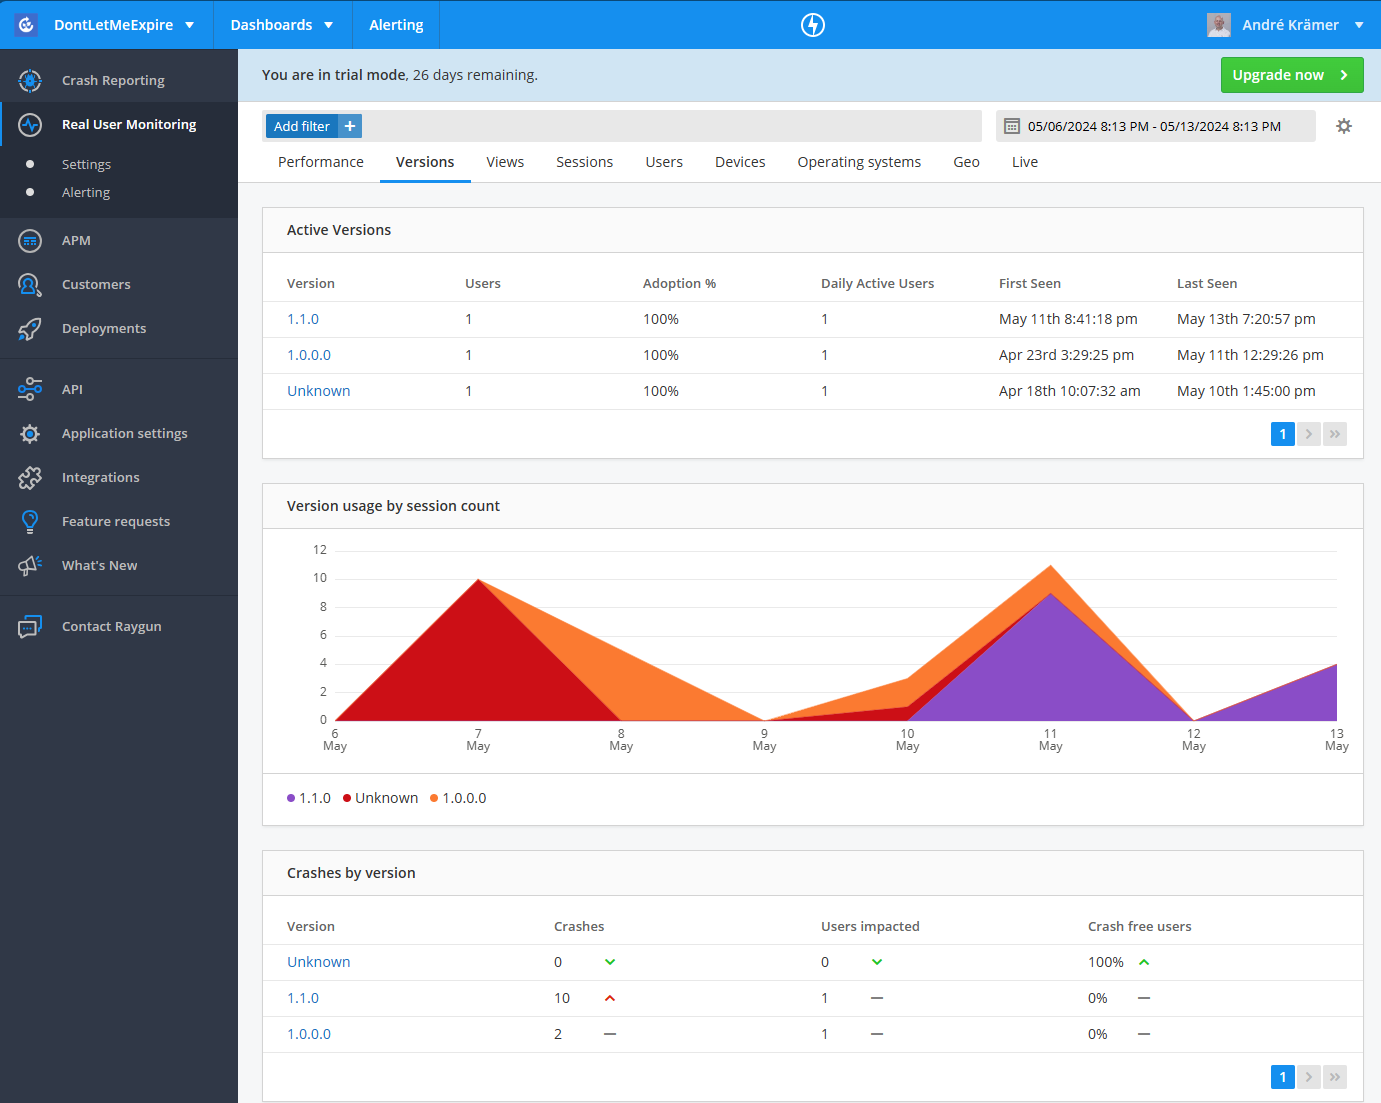 DontLetMeExpire Dashboards Alerting André Krämer
Crash Reporting
Real User Monitoring
Settings
Alerting
APM
Customers
Deployments
API
Application settings
Integrations
Feature requests
What's New
Contact Raygun
You are in trial mode, 26 days remaining.
Upgrade now
Add filter +
05/06/2024 8:13 PM - 05/13/2024 8:13 PM
Performance Versions Views Sessions Users Devices Operating systems Geo Live
Active Versions
Version Users Adoption % Daily Active Users First Seen Last Seen
1.1.0 1 100% 1 May 11th 8:41:18 pm May 13th 7:20:57 pm
1.0.0.0 1 100% 1 Apr 23rd 3:29:25 pm May 11th 12:29:26 pm
Unknown 1 100% 1 Apr 18th 10:07:32 am May 10th 1:45:00 pm
1
Version usage by session count
12
10
8
6
4
2
0
6 7 8 9 10 11 12 13
May May May May May May May May
1.1.0 Unknown 1.0.0.0
Crashes by version
Version Crashes Users impacted Crash free users
Unknown 0 0 100%
1.1.0 10 1 0%
1.0.0.0 2 1 0%
1